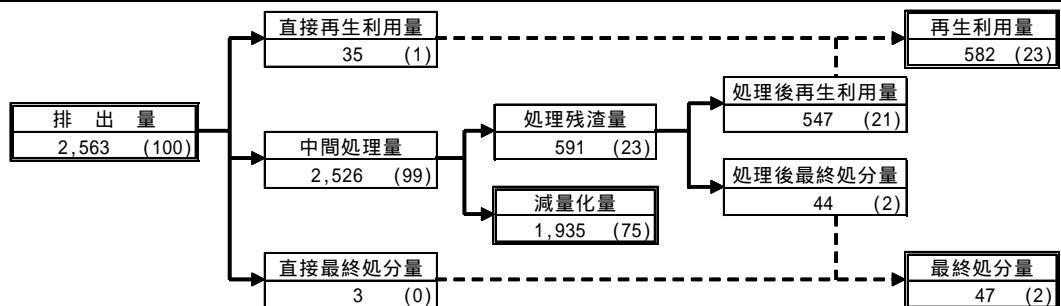 直接再生利用量
35 (1)
再生利用量
582 (23)
処理後再生利用量
547 (21)
排 出 量
2,563 (100)
処理残渣量
591 (23)
中間処理量
2,526 (99)
処理後最終処分量
44 (2)
減量化量
1,935 (75)
直接最終処分量
3 (0)
最終処分量
47 (2)